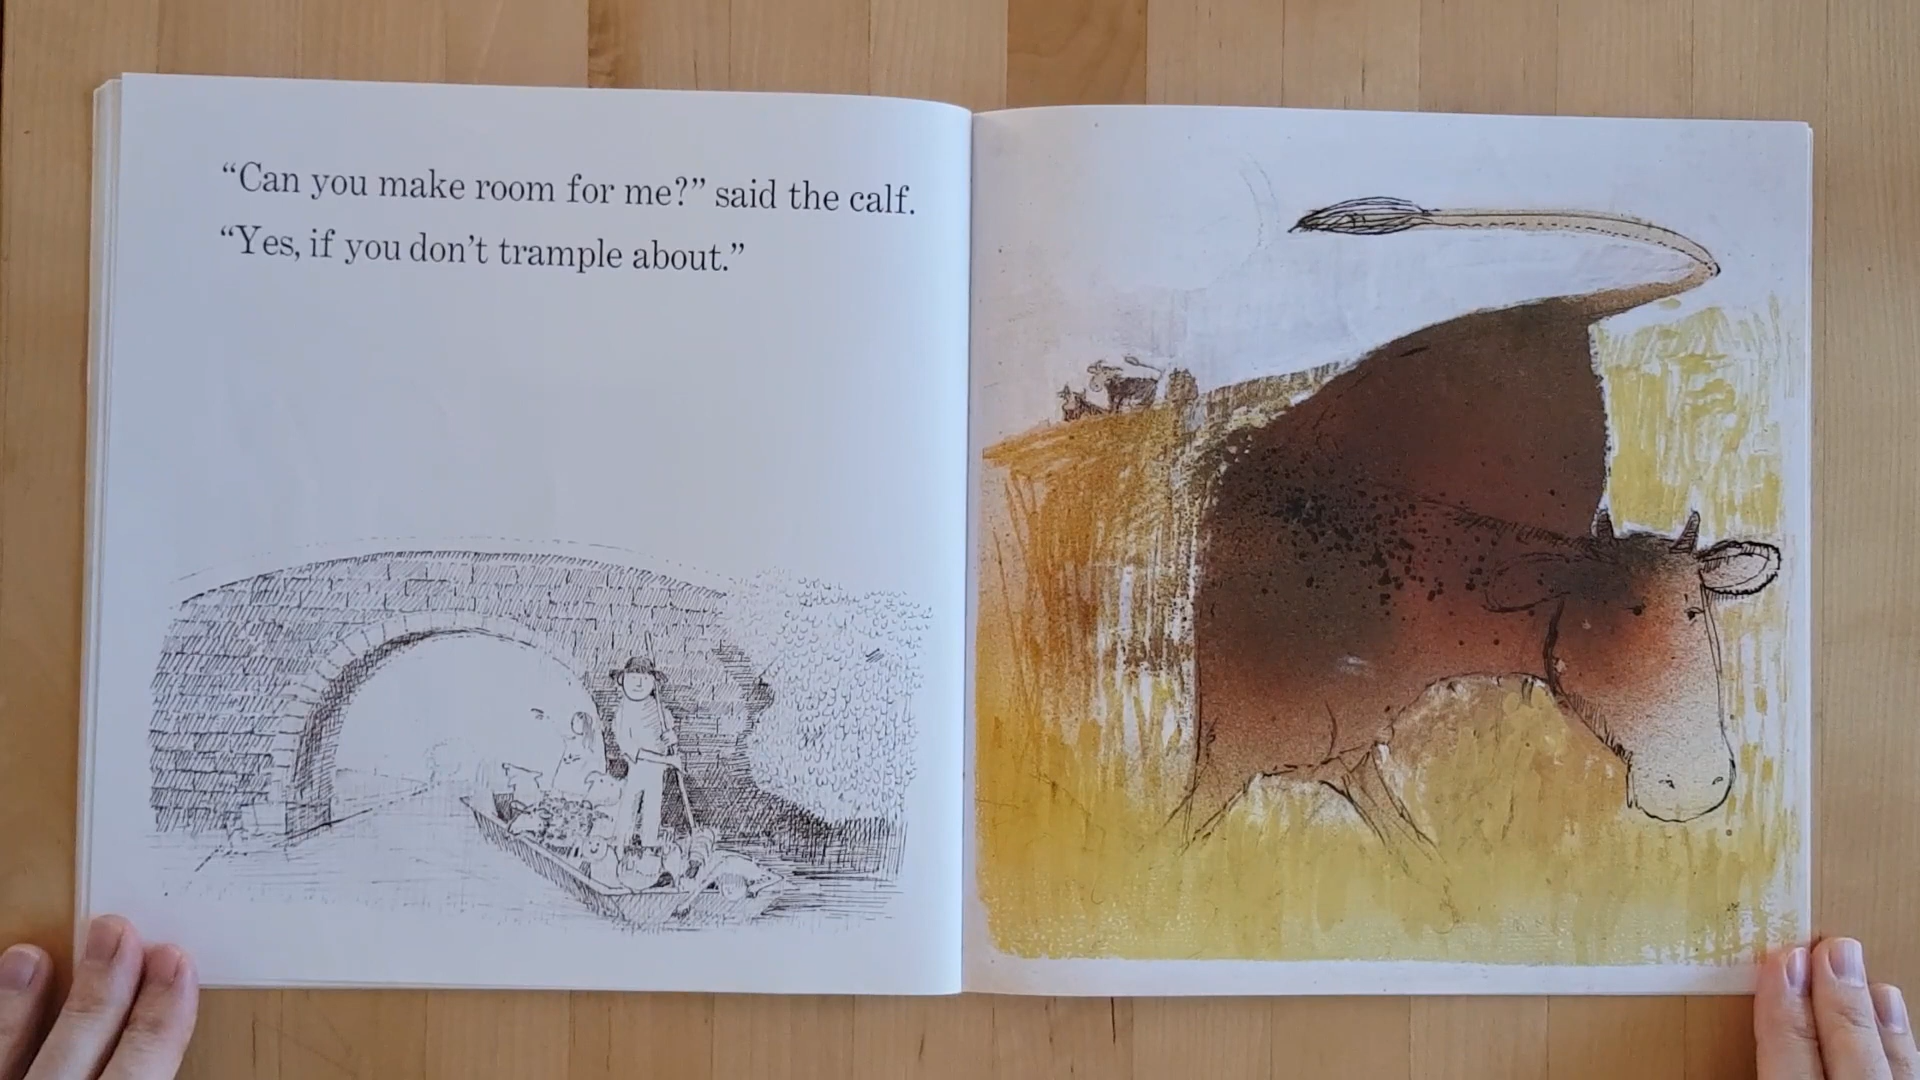 “Can you make room for me?” said the calf.
“Yes, if you don’t trample about.”